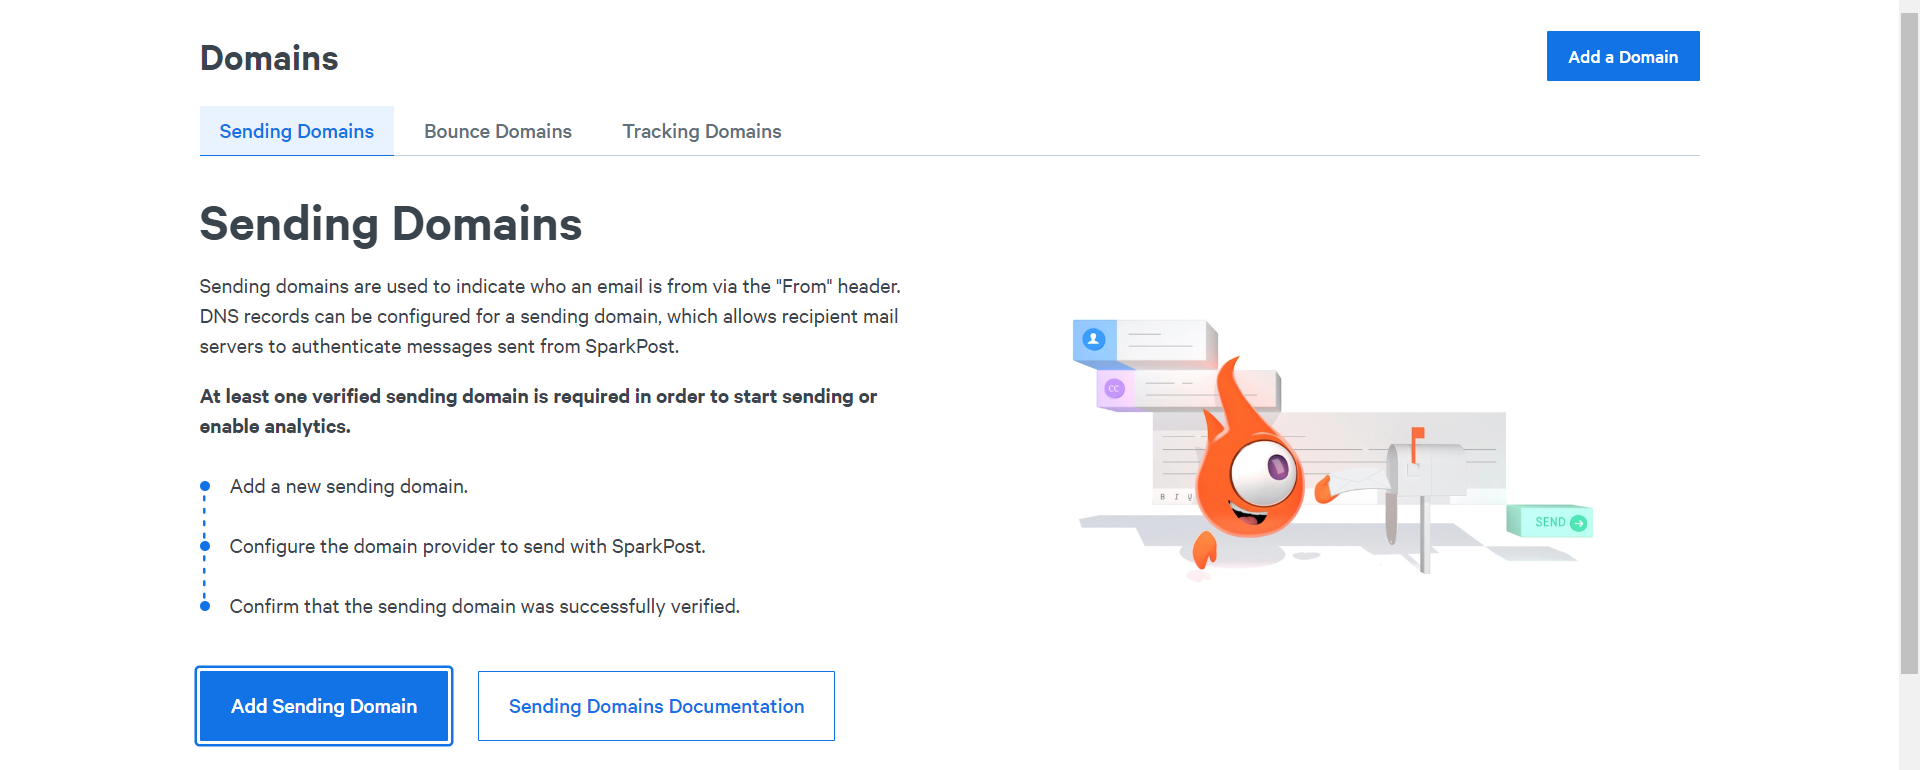 Domains
Add a Domain
Sending Domains
Bounce Domains
Tracking Domains
Sending Domains
Sending domains are used to indicate who an email is from via the "From" header.
DNS records can be configured for a sending domain, which allows recipient mail
servers to authenticate messages sent from SparkPost.
At least one verified sending domain is required in order to start sending or
enable analytics.
Add a new sending domain.
Configure the domain provider to send with SparkPost.
Confirm that the sending domain was successfully verified.
Add Sending Domain
Sending Domains Documentation
CC
B I U
SEND